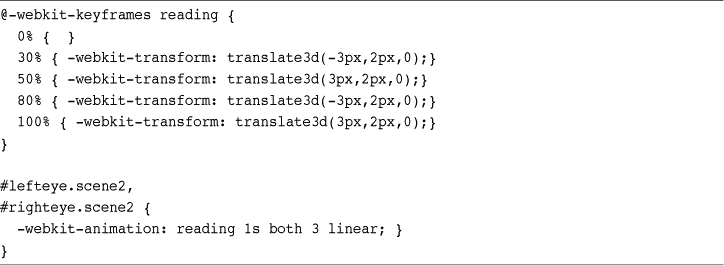 @-webkit-keyframes reading {
  0% {  }
  30% { -webkit-transform: translate3d(-3px,2px,0);}
  50% { -webkit-transform: translate3d(3px,2px,0);}
  80% { -webkit-transform: translate3d(-3px,2px,0);}
  100% { -webkit-transform: translate3d(3px,2px,0);}
}

#lefteye.scene2,
#righteye.scene2 {
  -webkit-animation: reading 1s both 3 linear; }
}